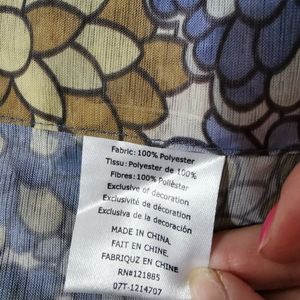 Fabric: 100% Polyester
Tissu: Polyester de 100%
Fibres: 100% Poliéster
Exclusive of decoration
Exclusivité de décoration
Exclusiva de la decoración
MADE IN CHINA.
FAIT EN CHINE.
FABRIQUZ EN CHINE
RN#121885
07T-1214707